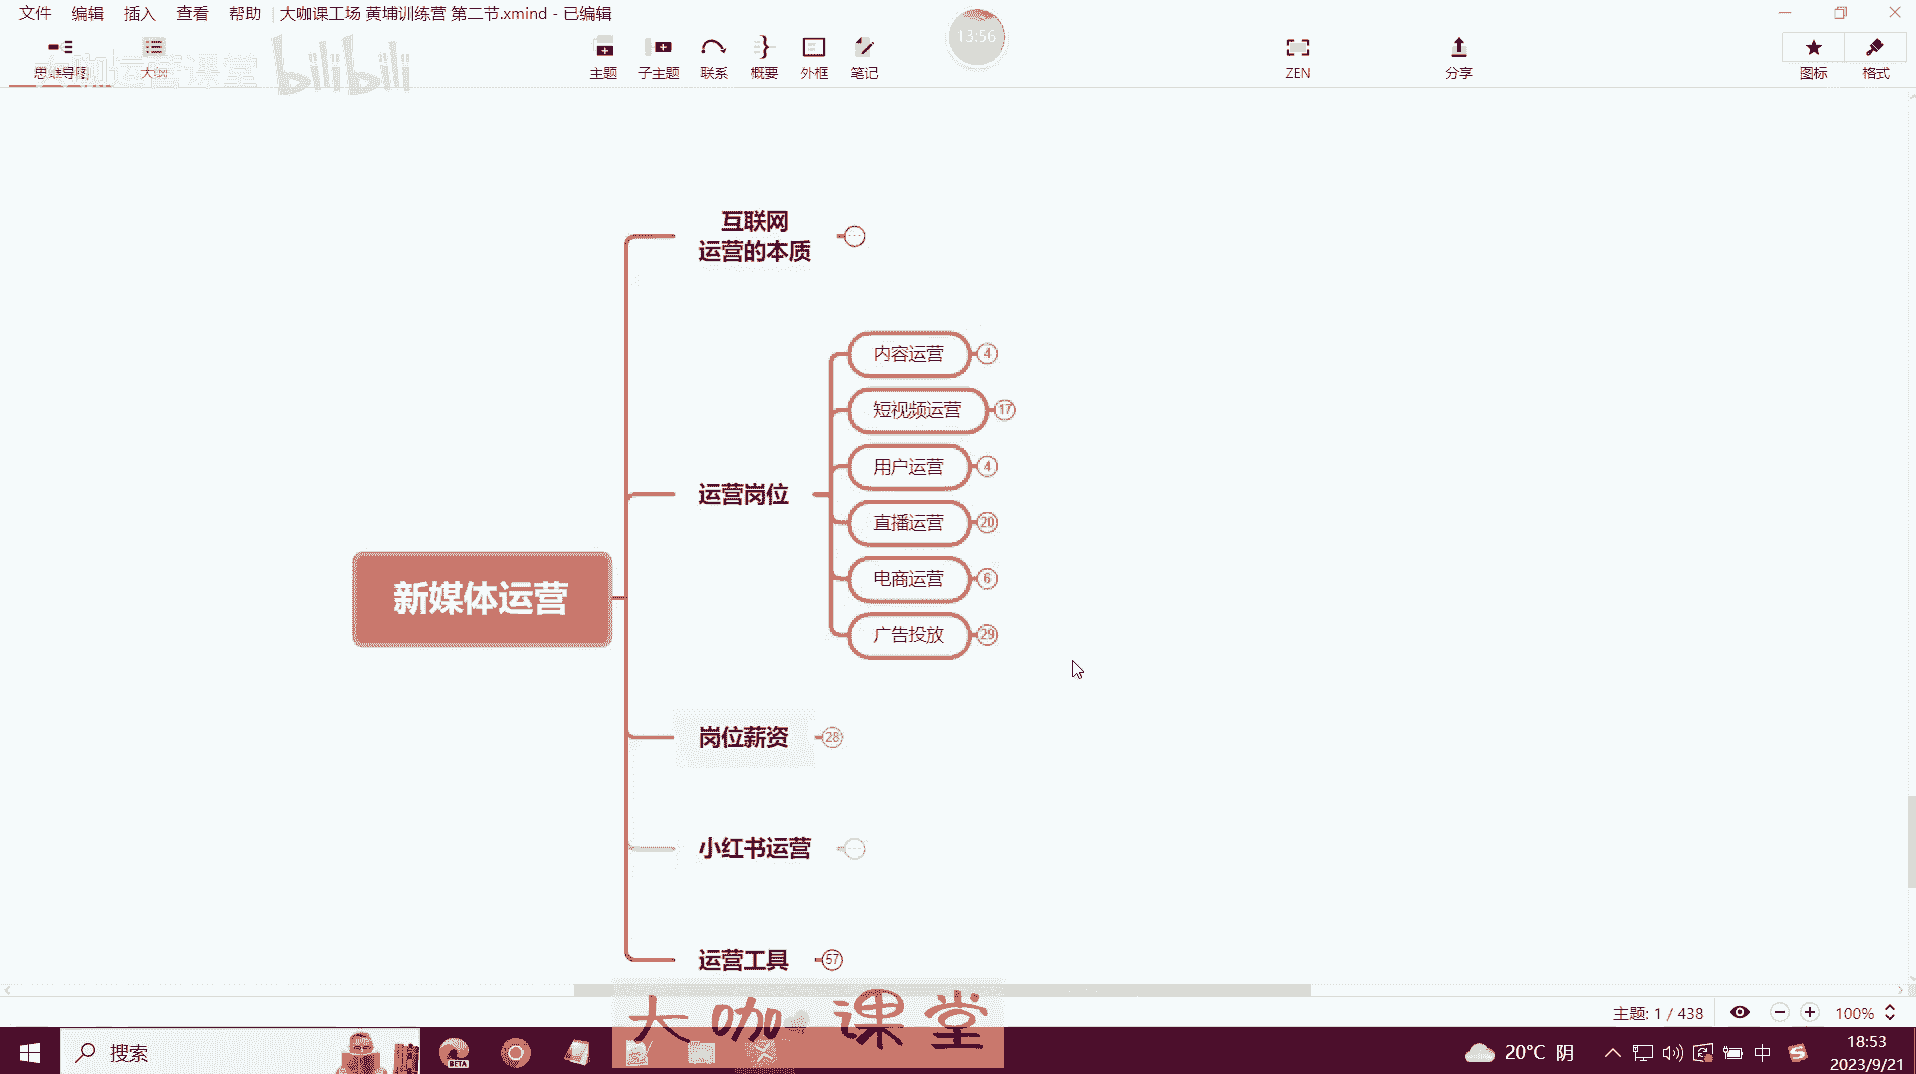 文件 编辑 插入 查看 帮助 大咖课工场 黄埔训练营 第二节.xmind - 已编辑
13:56
思维导图 大纲 主题 子主题 联系 概要 外框 笔记 ZEN 分享 图标 格式
大咖运营课堂 bilibili
互联网
运营的本质
内容运营 4
短视频运营 17
用户运营 4
运营岗位
直播运营 20
电商运营 6
广告投放 29
新媒体运营
岗位薪资 28
小红书运营
运营工具 57
大咖课堂
主题: 1 / 438 100%
搜索 BETA 20°C 阴 中 18:53
2023/9/21